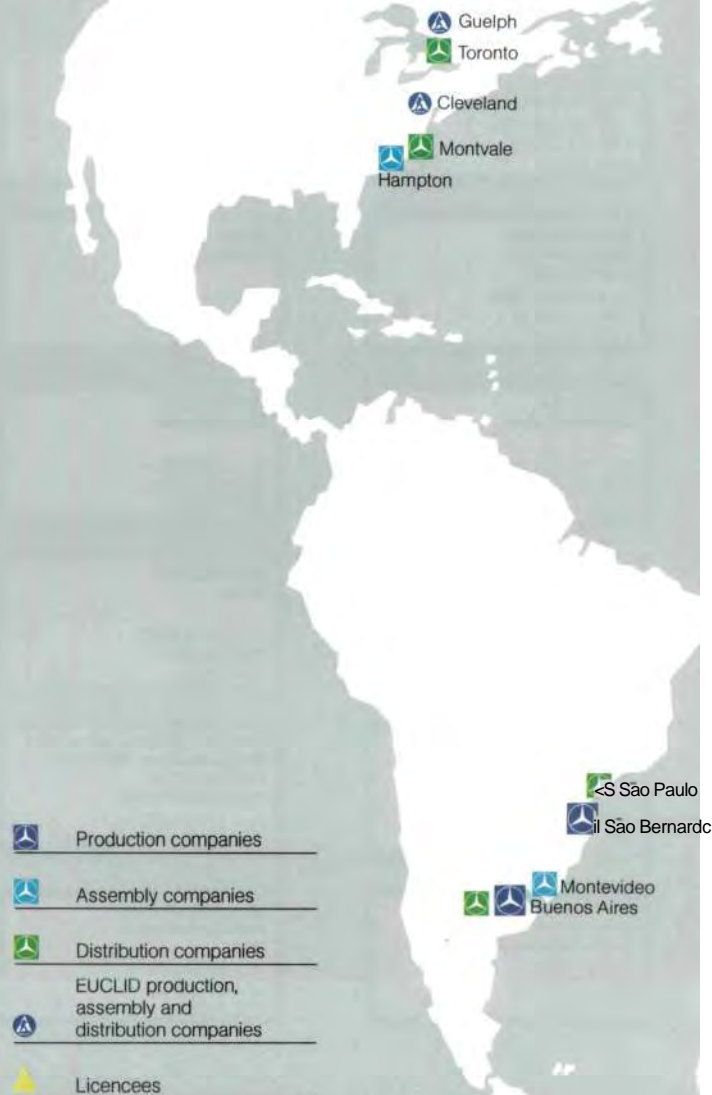 Guelph
Toronto
Cleveland
Montvale
Hampton
<S São Paulo
il São Bernardc
Montevideo
Buenos Aires
Production companies
Assembly companies
Distribution companies
EUCLID production,
assembly and
distribution companies
Licencees